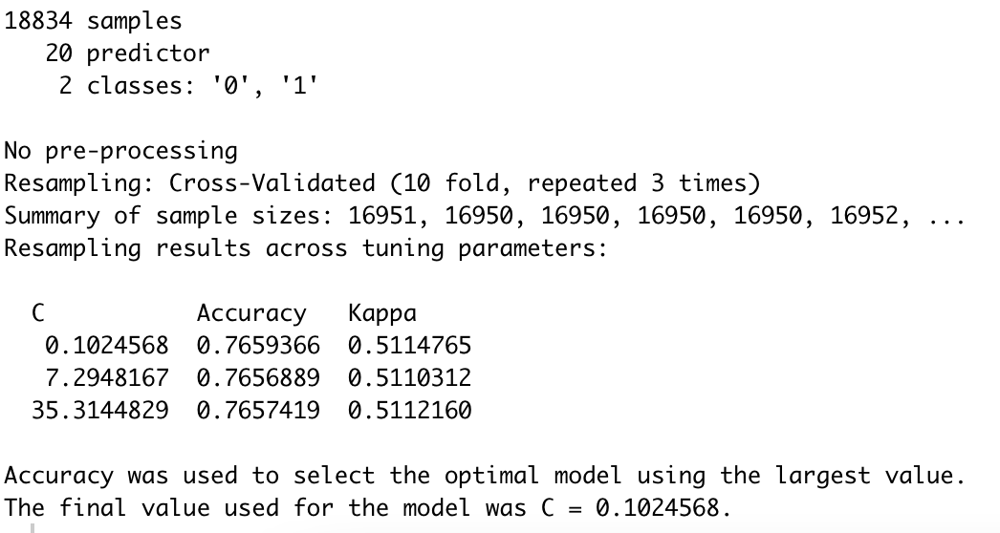 18834 samples
20 predictor
2 classes: '0', '1'
No pre-processing
Resampling: Cross-Validated (10 fold, repeated 3 times)
Summary of sample sizes: 16951, 16950, 16950, 16950, 16950, 16952, ...
Resampling results across tuning parameters:
C Accuracy Kappa
0.1024568 0.7659366 0.5114765
7.2948167 0.7656889 0.5110312
35.3144829 0.7657419 0.5112160
Accuracy was used to select the optimal model using the largest value.
The final value used for the model was C = 0.1024568.